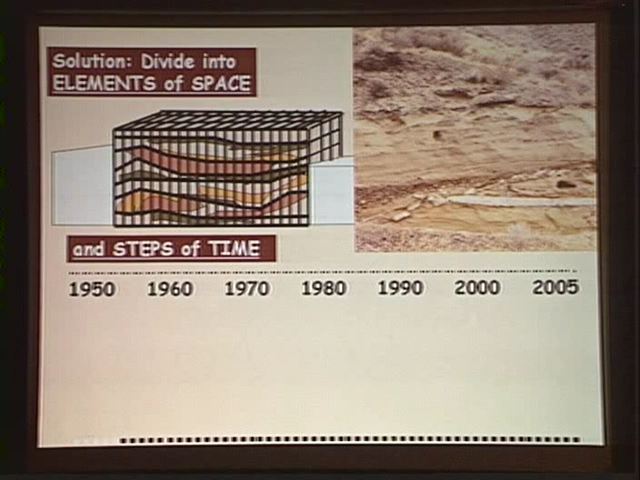 Solution: Divide into
ELEMENTS of SPACE
and STEPS of TIME
1950 1960 1970 1980 1990 2000 2005